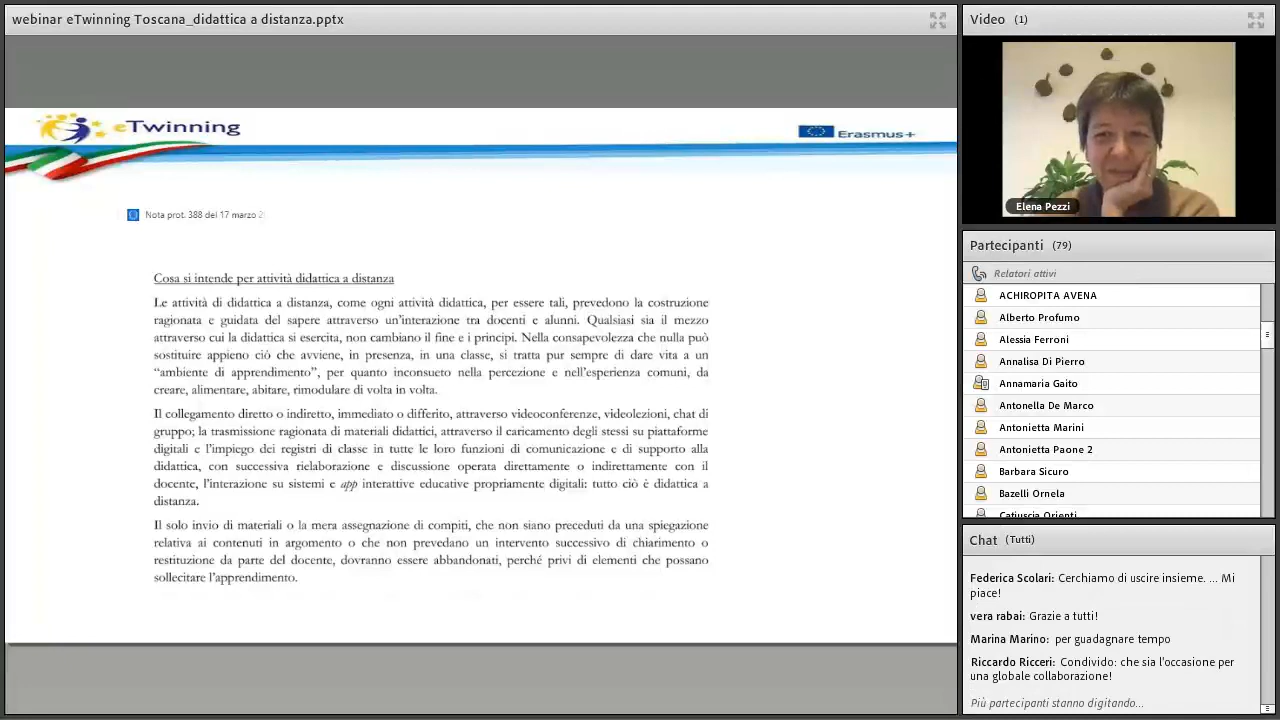 webinar eTwinning Toscana_didattica a distanza.pptx
eTwinning
Erasmus+
Nota prot. 388 del 17 marzo 2
Cosa si intende per attività didattica a distanza
Le attività di didattica a distanza, come ogni attività didattica, per essere tali, prevedono la costruzione
ragionata e guidata del sapere attraverso un'interazione tra docenti e alunni. Qualsiasi sia il mezzo
attraverso cui la didattica si esercita, non cambiano il fine e i principi. Nella consapevolezza che nulla può
sostituire appieno ciò che avviene, in presenza, in una classe, si tratta pur sempre di dare vita a un
“ambiente di apprendimento”, per quanto inconsueto nella percezione e nell'esperienza comuni, da
creare, alimentare, abitare, rimodulare di volta in volta.
Il collegamento diretto o indiretto, immediato o differito, attraverso videoconferenze, videolezioni, chat di
gruppo; la trasmissione ragionata di materiali didattici, attraverso il caricamento degli stessi su piattaforme
digitali e l'impiego dei registri di classe in tutte le loro funzioni di comunicazione e di supporto alla
didattica, con successiva rielaborazione e discussione operata direttamente o indirettamente con il
docente, l'interazione su sistemi e app interattive educative propriamente digitali: tutto ciò è didattica a
distanza.
Il solo invio di materiali o la mera assegnazione di compiti, che non siano preceduti da una spiegazione
relativa ai contenuti in argomento o che non prevedano un intervento successivo di chiarimento o
restituzione da parte del docente, dovranno essere abbandonati, perché privi di elementi che possano
sollecitare l'apprendimento.
Video (1)
Elena Pezzi
Partecipanti (79)
Relatori attivi
ACHIROPITA AVENA
Alberto Profumo
Alessia Ferroni
Annalisa Di Pierro
Annamaria Gaito
Antonella De Marco
Antonietta Marini
Antonietta Paone 2
Barbara Sicuro
Bazelli Ornela
Catiuscia Orienti
Chat (Tutti)
Federica Scolari: Cerchiamo di uscire insieme. ... Mi
piace!
vera rabai: Grazie a tutti!
Marina Marino: per guadagnare tempo
Riccardo Ricceri: Condivido: che sia l'occasione per
una globale collaborazione!
Più partecipanti stanno digitando...